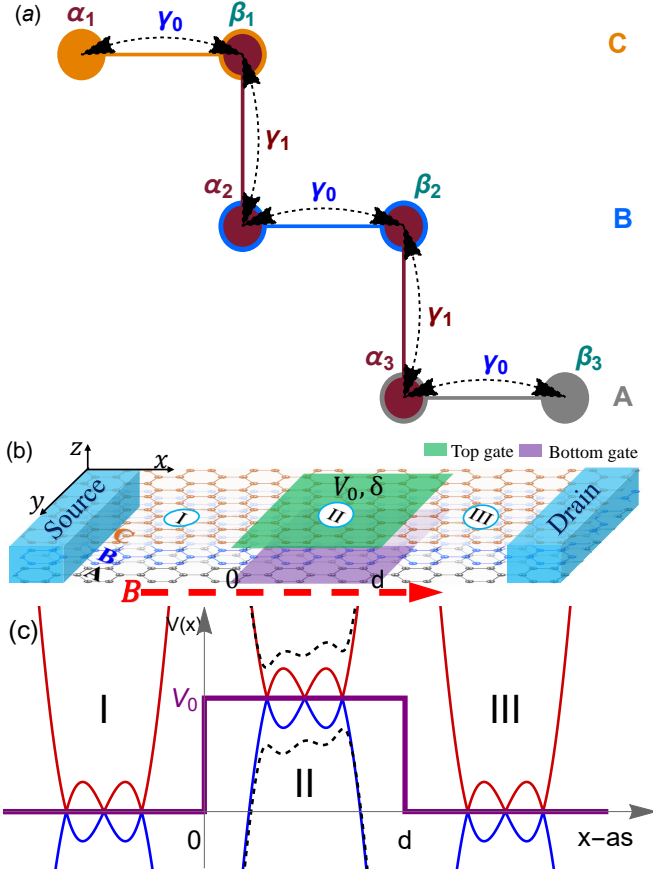 (a)
α1 γ0 β1 C
γ1
α2 γ0 β2 B
γ1
α3 γ0 β3 A
(b) Top gate Bottom gate
z x y
Source I V0, δ II III Drain
C
B
A
0 d
B
(c) V(x)
I V0 II III
0 d x-as